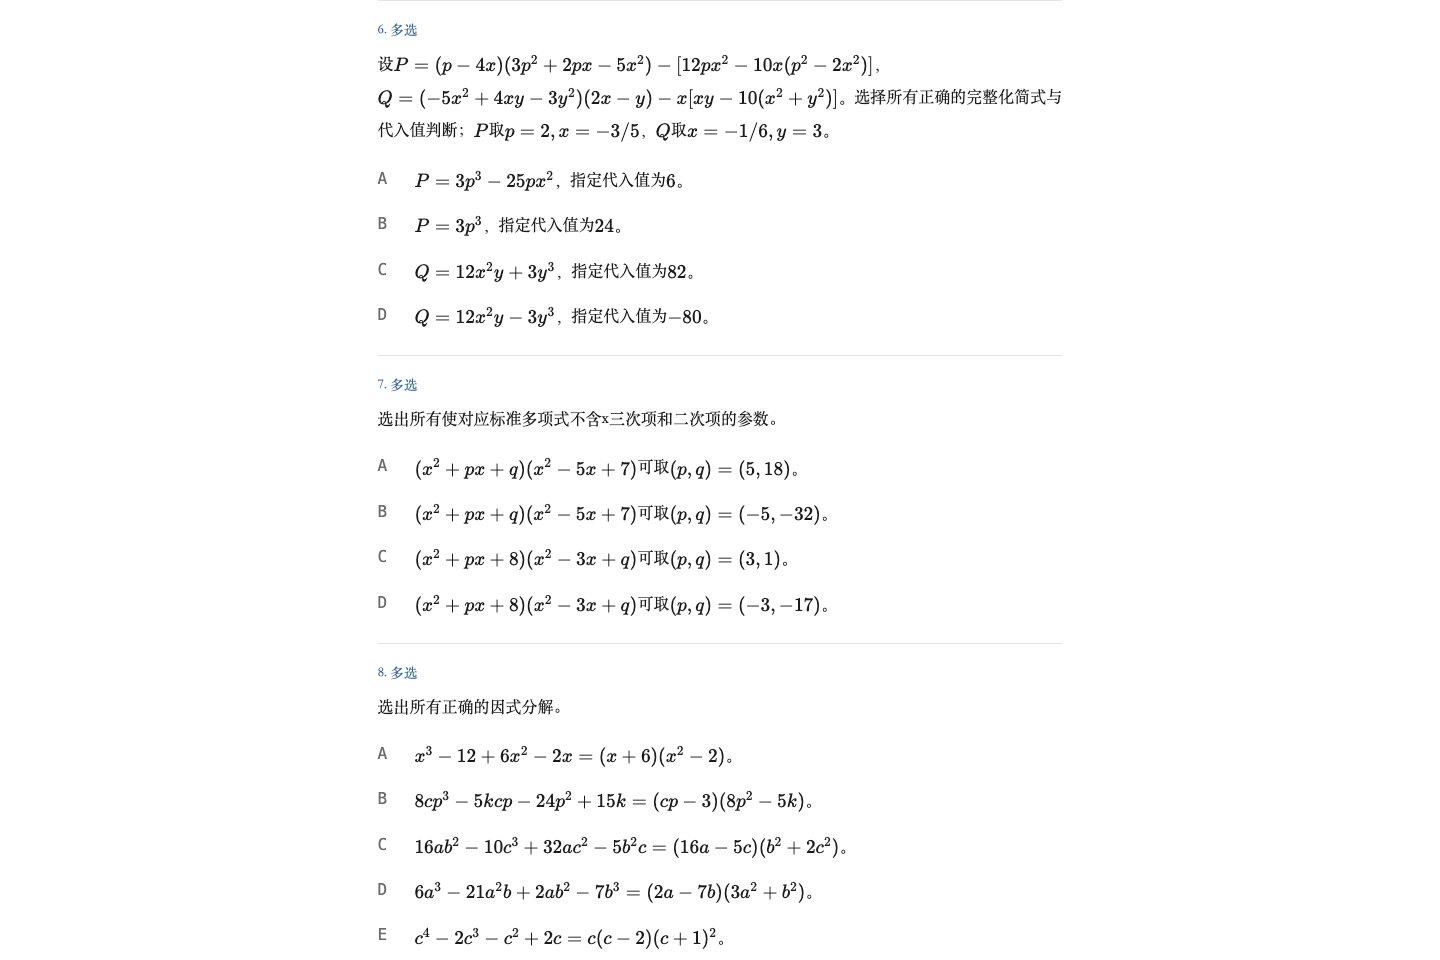 6. 多选
设P = (p − 4x)(3p² + 2px − 5x²) − [12px² − 10x(p² − 2x²)],
Q = (−5x² + 4xy − 3y²)(2x − y) − x[xy − 10(x² + y²)]。选择所有正确的完整化简式与
代入值判断；P取p = 2, x = −3/5，Q取x = −1/6, y = 3。
A P = 3p³ − 25px²，指定代入值为6。
B P = 3p³，指定代入值为24。
C Q = 12x²y + 3y³，指定代入值为82。
D Q = 12x²y − 3y³，指定代入值为−80。
7. 多选
选出所有使对应标准多项式不含x三次项和二次项的参数。
A (x² + px + q)(x² − 5x + 7)可取(p, q) = (5, 18)。
B (x² + px + q)(x² − 5x + 7)可取(p, q) = (−5, −32)。
C (x² + px + 8)(x² − 3x + q)可取(p, q) = (3, 1)。
D (x² + px + 8)(x² − 3x + q)可取(p, q) = (−3, −17)。
8. 多选
选出所有正确的因式分解。
A x³ − 12 + 6x² − 2x = (x + 6)(x² − 2)。
B 8cp³ − 5kcp − 24p² + 15k = (cp − 3)(8p² − 5k)。
C 16ab² − 10c³ + 32ac² − 5b²c = (16a − 5c)(b² + 2c²)。
D 6a³ − 21a²b + 2ab² − 7b³ = (2a − 7b)(3a² + b²)。
E c⁴ − 2c³ − c² + 2c = c(c − 2)(c + 1)²。